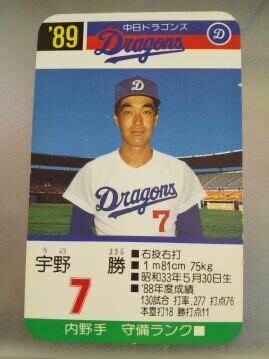 '89
中日ドラゴンズ
Dragons
D
D
Dragons
7
うの まさる
宇野 勝
7
■右投右打
■1m81cm 75kg
■昭和33年5月30日生
■'88年度成績
130試合 打率.277 打点76
本塁打18 勝打点11
内野手 守備ランク■